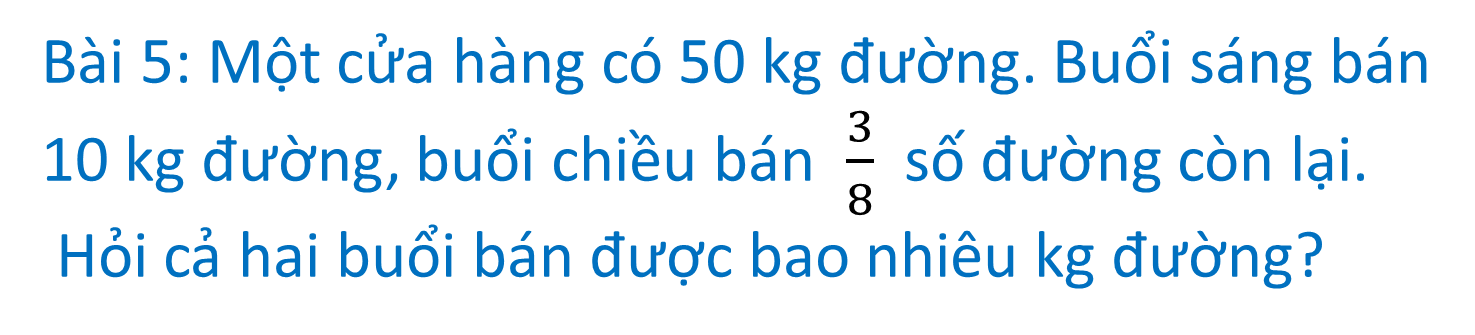 Bài 5: Một cửa hàng có 50 kg đường. Buổi sáng bán
10 kg đường, buổi chiều bán 3/8 số đường còn lại.
Hỏi cả hai buổi bán được bao nhiêu kg đường?